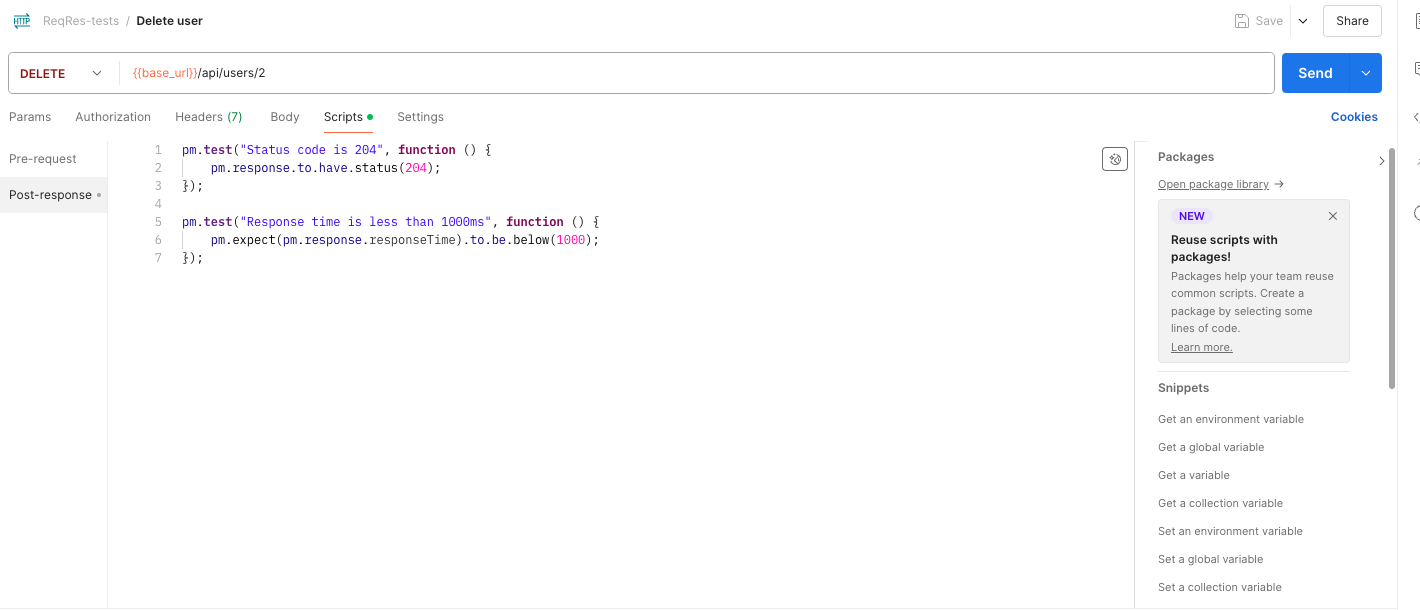 HTTP ReqRes-tests / Delete user
Save
Share
DELETE
{{base_url}}/api/users/2
Send
Params
Authorization
Headers (7)
Body
Scripts
Settings
Cookies
Pre-request
Post-response
1 pm.test("Status code is 204", function () {
2 pm.response.to.have.status(204);
3 });
4
5 pm.test("Response time is less than 1000ms", function () {
6 pm.expect(pm.response.responseTime).to.be.below(1000);
7 });
Packages
Open package library →
NEW
Reuse scripts with
packages!
Packages help your team reuse
common scripts. Create a
package by selecting some
lines of code.
Learn more.
Snippets
Get an environment variable
Get a global variable
Get a variable
Get a collection variable
Set an environment variable
Set a global variable
Set a collection variable